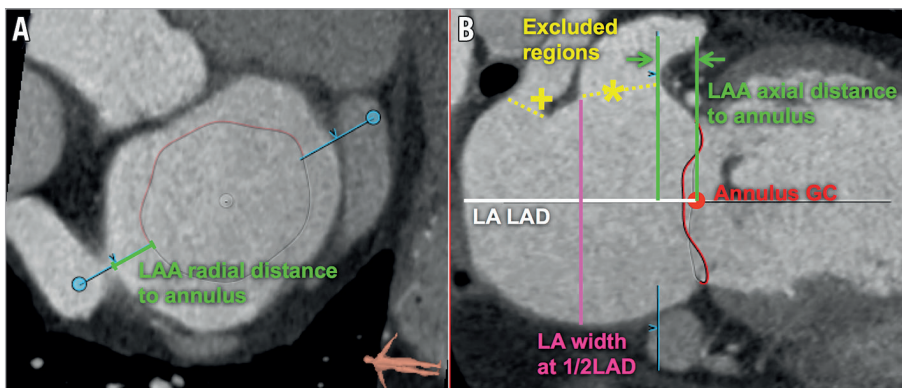 A
LAA radial distance
to annulus
B
Excluded
regions
+
*
LAA axial distance
to annulus
Annulus GC
LA LAD
LA width
at 1/2LAD